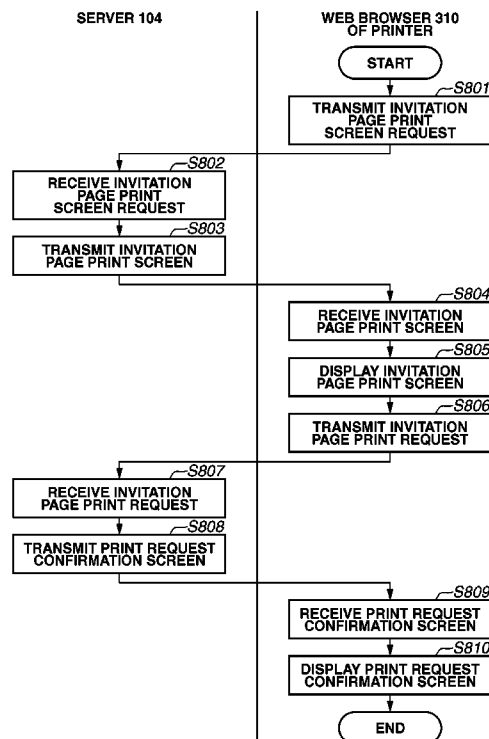 SERVER 104
WEB BROWSER 310
OF PRINTER
START
S801
TRANSMIT INVITATION
PAGE PRINT
SCREEN REQUEST
S802
RECEIVE INVITATION
PAGE PRINT
SCREEN REQUEST
S803
TRANSMIT INVITATION
PAGE PRINT SCREEN
S804
RECEIVE INVITATION
PAGE PRINT SCREEN
S805
DISPLAY INVITATION
PAGE PRINT SCREEN
S806
TRANSMIT INVITATION
PAGE PRINT REQUEST
S807
RECEIVE INVITATION
PAGE PRINT REQUEST
S808
TRANSMIT PRINT REQUEST
CONFIRMATION SCREEN
S809
RECEIVE PRINT REQUEST
CONFIRMATION SCREEN
S810
DISPLAY PRINT REQUEST
CONFIRMATION SCREEN
END